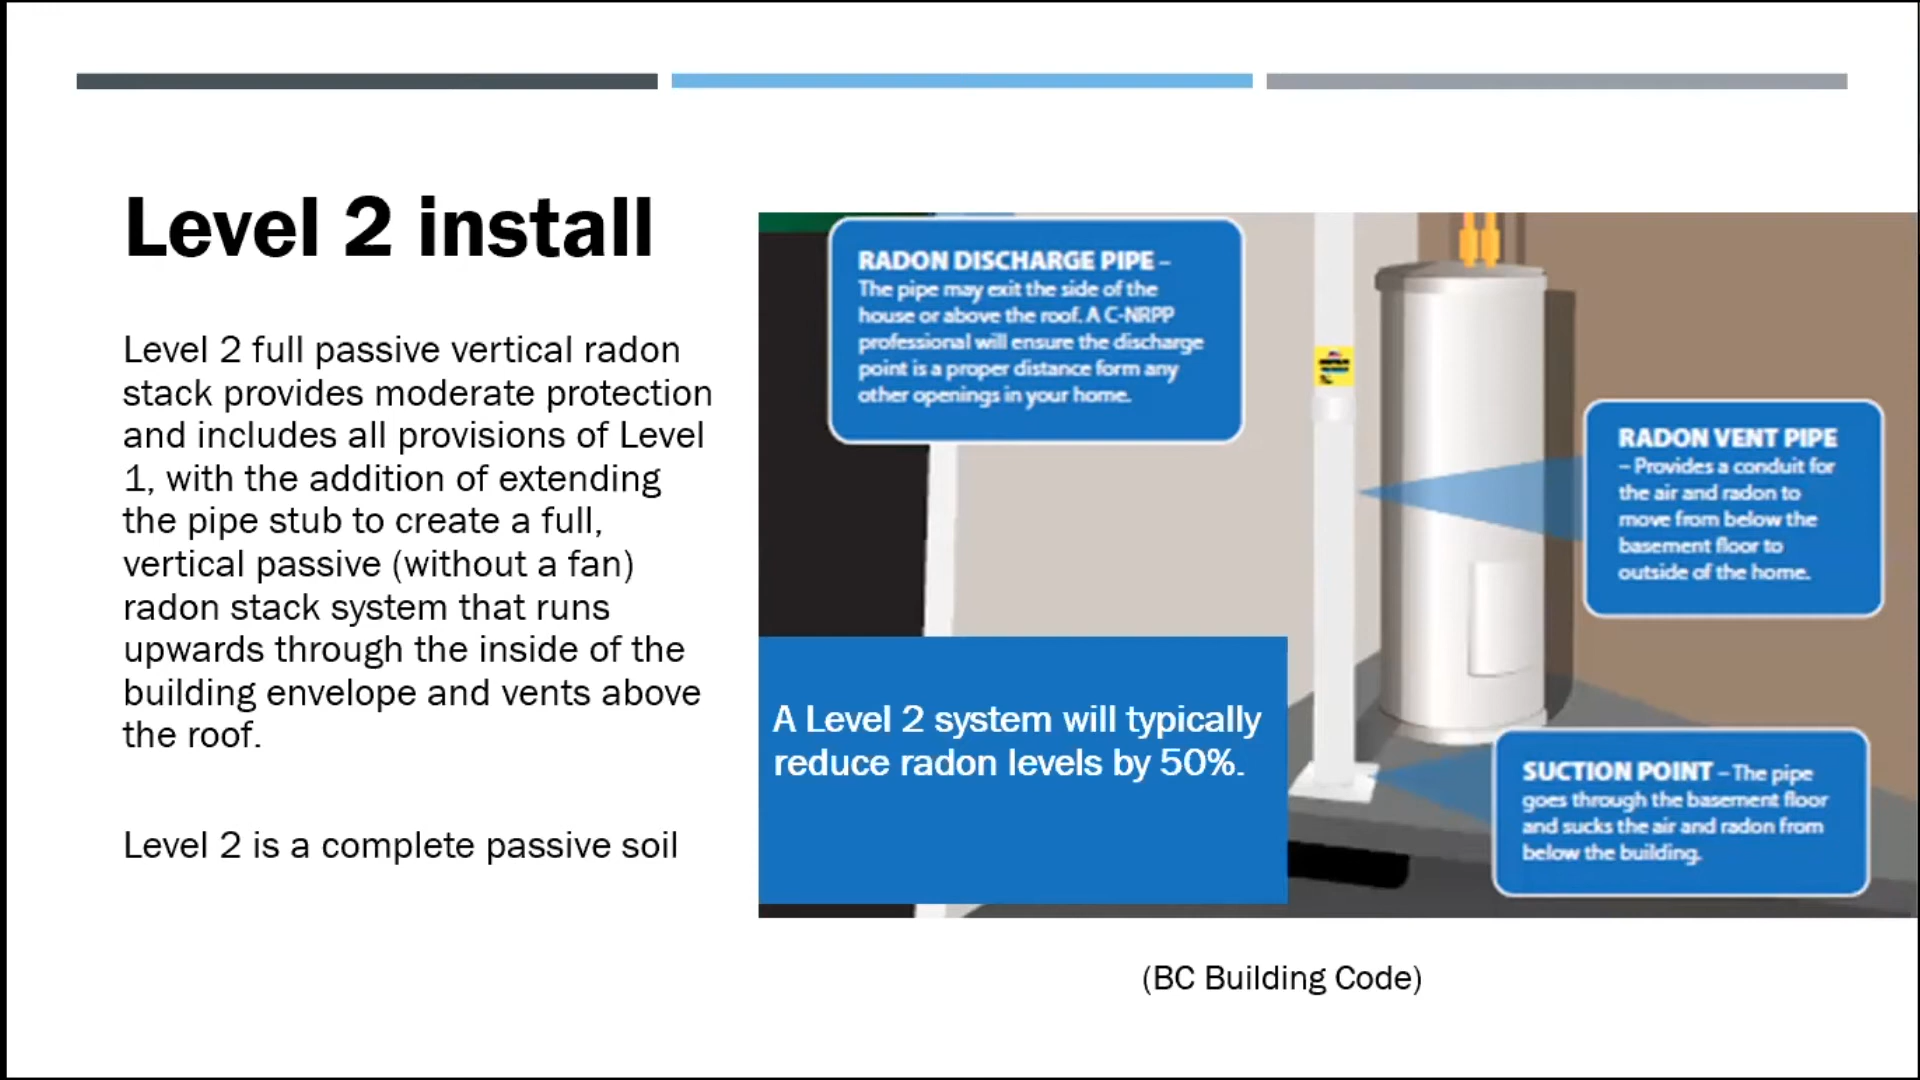 Level 2 install
Level 2 full passive vertical radon
stack provides moderate protection
and includes all provisions of Level
1, with the addition of extending
the pipe stub to create a full,
vertical passive (without a fan)
radon stack system that runs
upwards through the inside of the
building envelope and vents above
the roof.
Level 2 is a complete passive soil
RADON DISCHARGE PIPE –
The pipe may exit the side of the
house or above the roof. A C-NRPP
professional will ensure the discharge
point is a proper distance form any
other openings in your home.
RADON VENT PIPE
– Provides a conduit for
the air and radon to
move from below the
basement floor to
outside of the home.
A Level 2 system will typically
reduce radon levels by 50%.
SUCTION POINT – The pipe
goes through the basement floor
and sucks the air and radon from
below the building.
(BC Building Code)